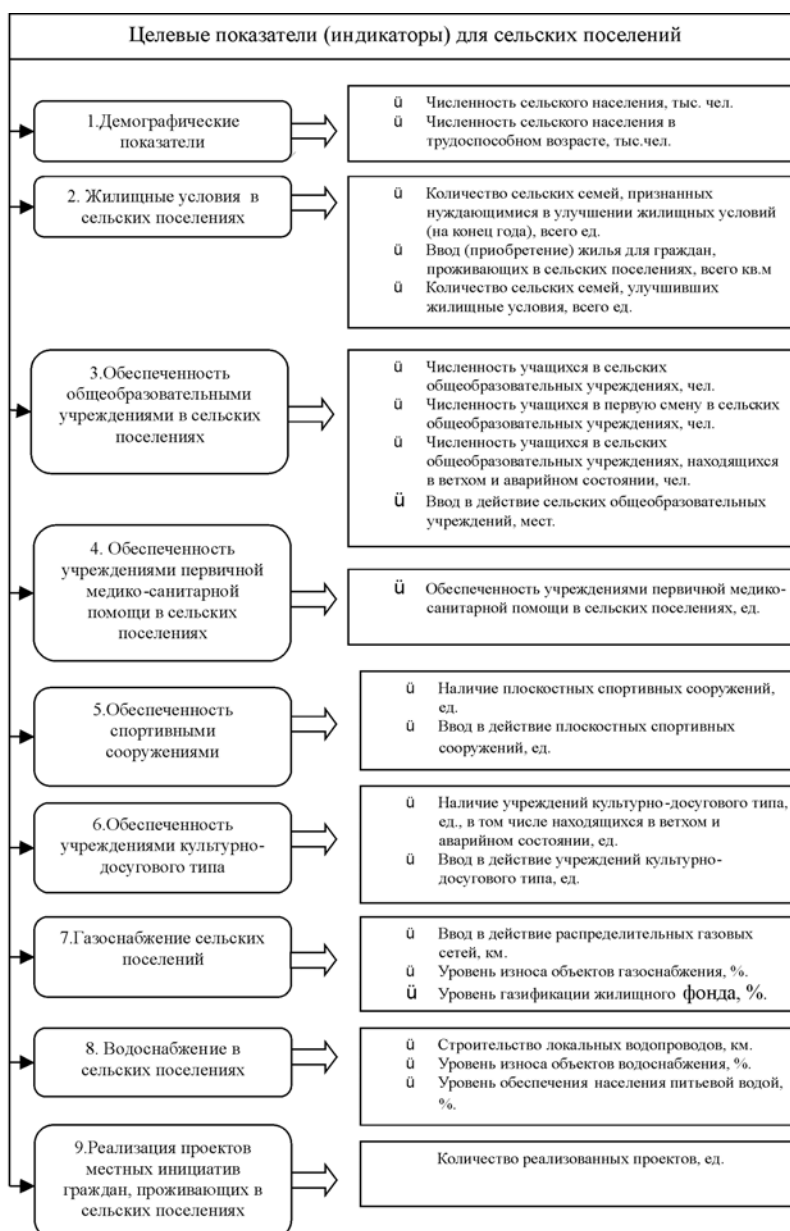 Целевые показатели (индикаторы) для сельских поселений
1.Демографические
показатели
ü Численность сельского населения, тыс. чел.
ü Численность сельского населения в
трудоспособном возрасте, тыс.чел.
2. Жилищные условия в
сельских поселениях
ü Количество сельских семей, признанных
нуждающимися в улучшении жилищных условий
(на конец года), всего ед.
ü Ввод (приобретение) жилья для граждан,
проживающих в сельских поселениях, всего кв.м
ü Количество сельских семей, улучшивших
жилищные условия, всего ед.
3.Обеспеченность
общеобразовательными
учреждениями в сельских
поселениях
ü Численность учащихся в сельских
общеобразовательных учреждениях, чел.
ü Численность учащихся в первую смену в сельских
общеобразовательных учреждениях, чел.
ü Численность учащихся в сельских
общеобразовательных учреждениях, находящихся
в ветхом и аварийном состоянии, чел.
ü Ввод в действие сельских общеобразовательных
учреждений, мест.
4. Обеспеченность
учреждениями первичной
медико-санитарной
помощи в сельских
поселениях
ü Обеспеченность учреждениями первичной медико-
санитарной помощи в сельских поселениях, ед.
5.Обеспеченность
спортивными
сооружениями
ü Наличие плоскостных спортивных сооружений,
ед.
ü Ввод в действие плоскостных спортивных
сооружений, ед.
6.Обеспеченность
учреждениями культурно-
досугового типа
ü Наличие учреждений культурно-досугового типа,
ед., в том числе находящихся в ветхом и
аварийном состоянии, ед.
ü Ввод в действие учреждений культурно-
досугового типа, ед.
7.Газоснабжение сельских
поселений
ü Ввод в действие распределительных газовых
сетей, км.
ü Уровень износа объектов газоснабжения, %.
ü Уровень газификации жилищного фонда, %.
8. Водоснабжение в
сельских поселениях
ü Строительство локальных водопроводов, км.
ü Уровень износа объектов водоснабжения, %.
ü Уровень обеспечения населения питьевой водой,
%.
9.Реализация проектов
местных инициатив
граждан, проживающих в
сельских поселениях
Количество реализованных проектов, ед.